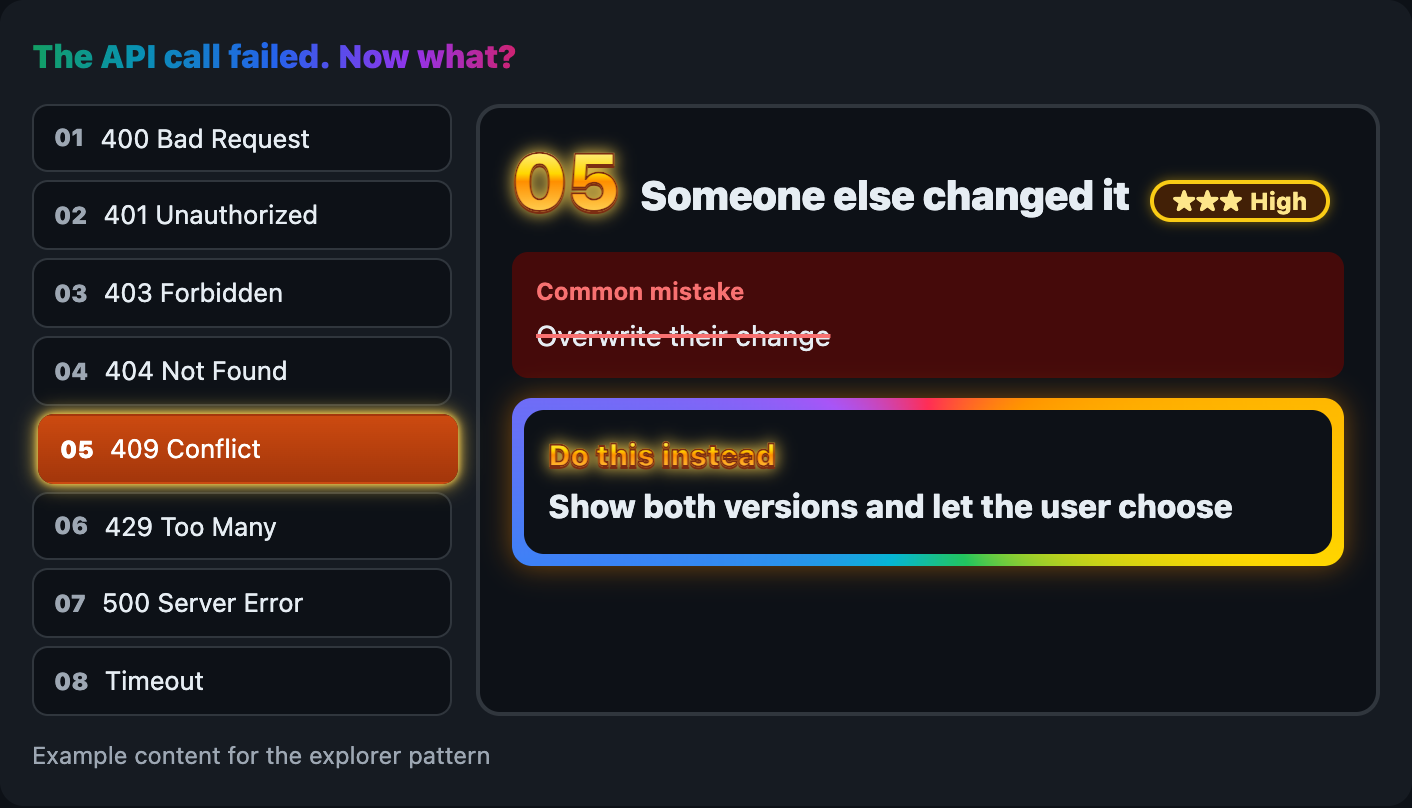 The API call failed. Now what?
01 400 Bad Request
02 401 Unauthorized
03 403 Forbidden
04 404 Not Found
05 409 Conflict
06 429 Too Many
07 500 Server Error
08 Timeout
05 Someone else changed it ★★★ High
Common mistake
Overwrite their change
Do this instead
Show both versions and let the user choose
Example content for the explorer pattern